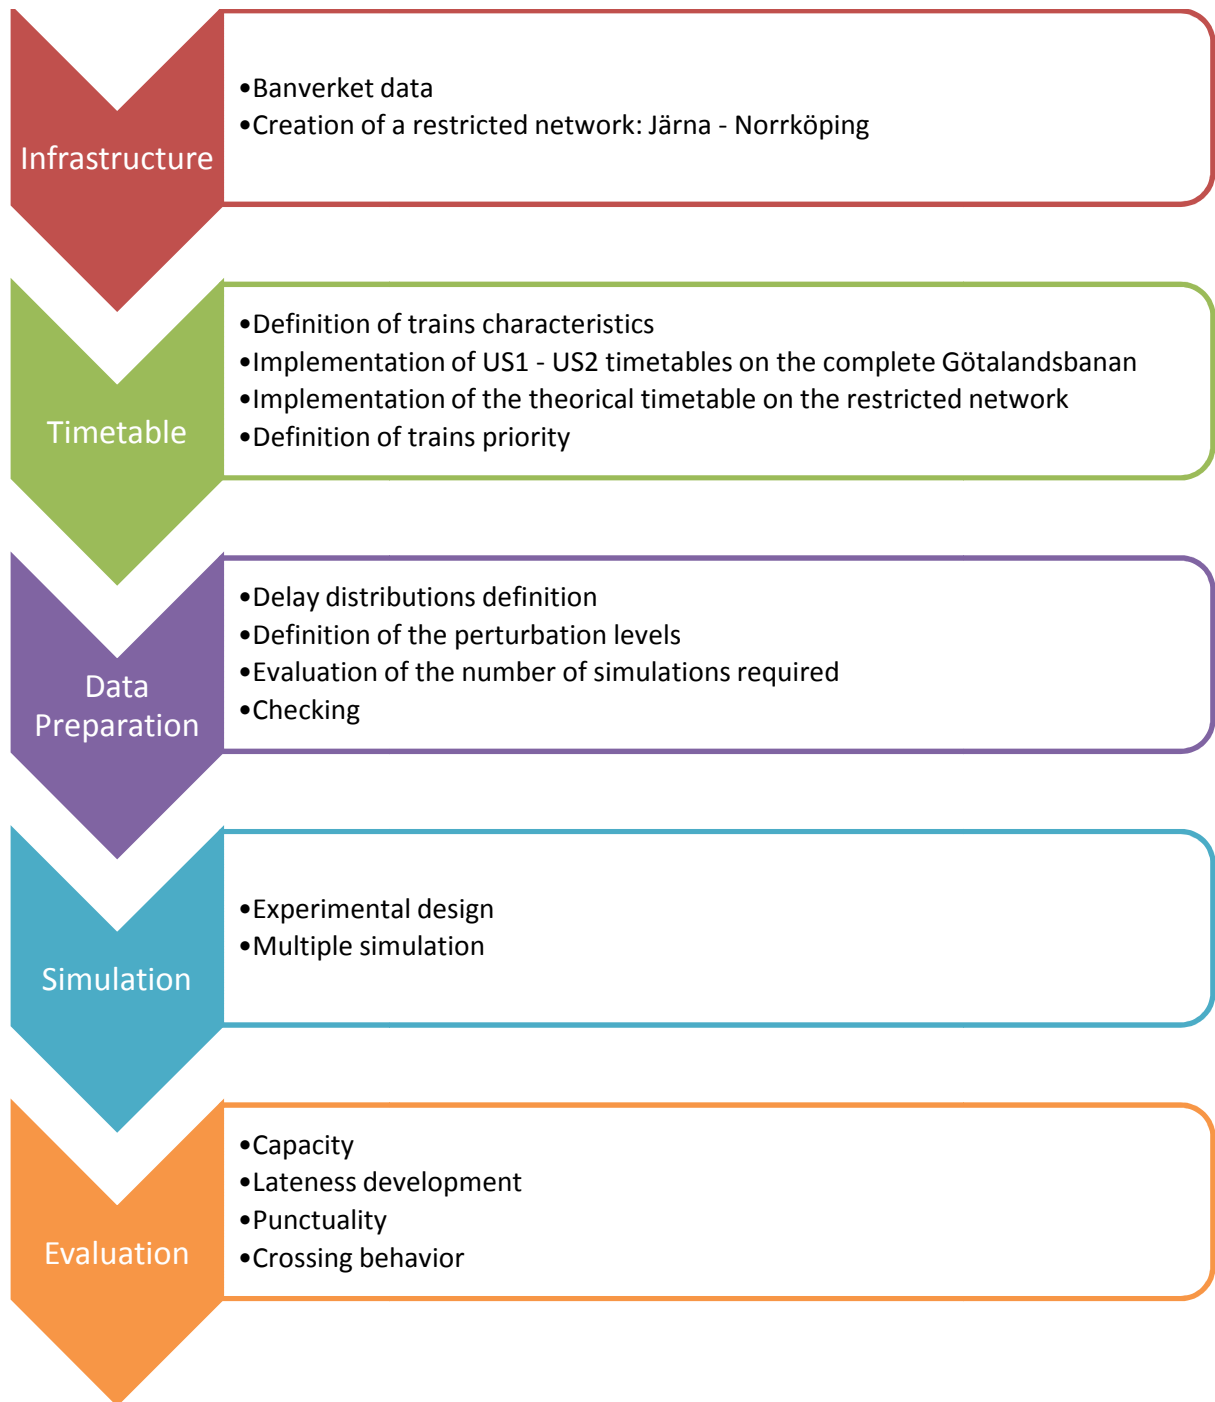 Infrastructure
•Banverket data
•Creation of a restricted network: Järna - Norrköping
Timetable
•Definition of trains characteristics
•Implementation of US1 - US2 timetables on the complete Götalandsbanan
•Implementation of the theorical timetable on the restricted network
•Definition of trains priority
Data
Preparation
•Delay distributions definition
•Definition of the perturbation levels
•Evaluation of the number of simulations required
•Checking
Simulation
•Experimental design
•Multiple simulation
Evaluation
•Capacity
•Lateness development
•Punctuality
•Crossing behavior